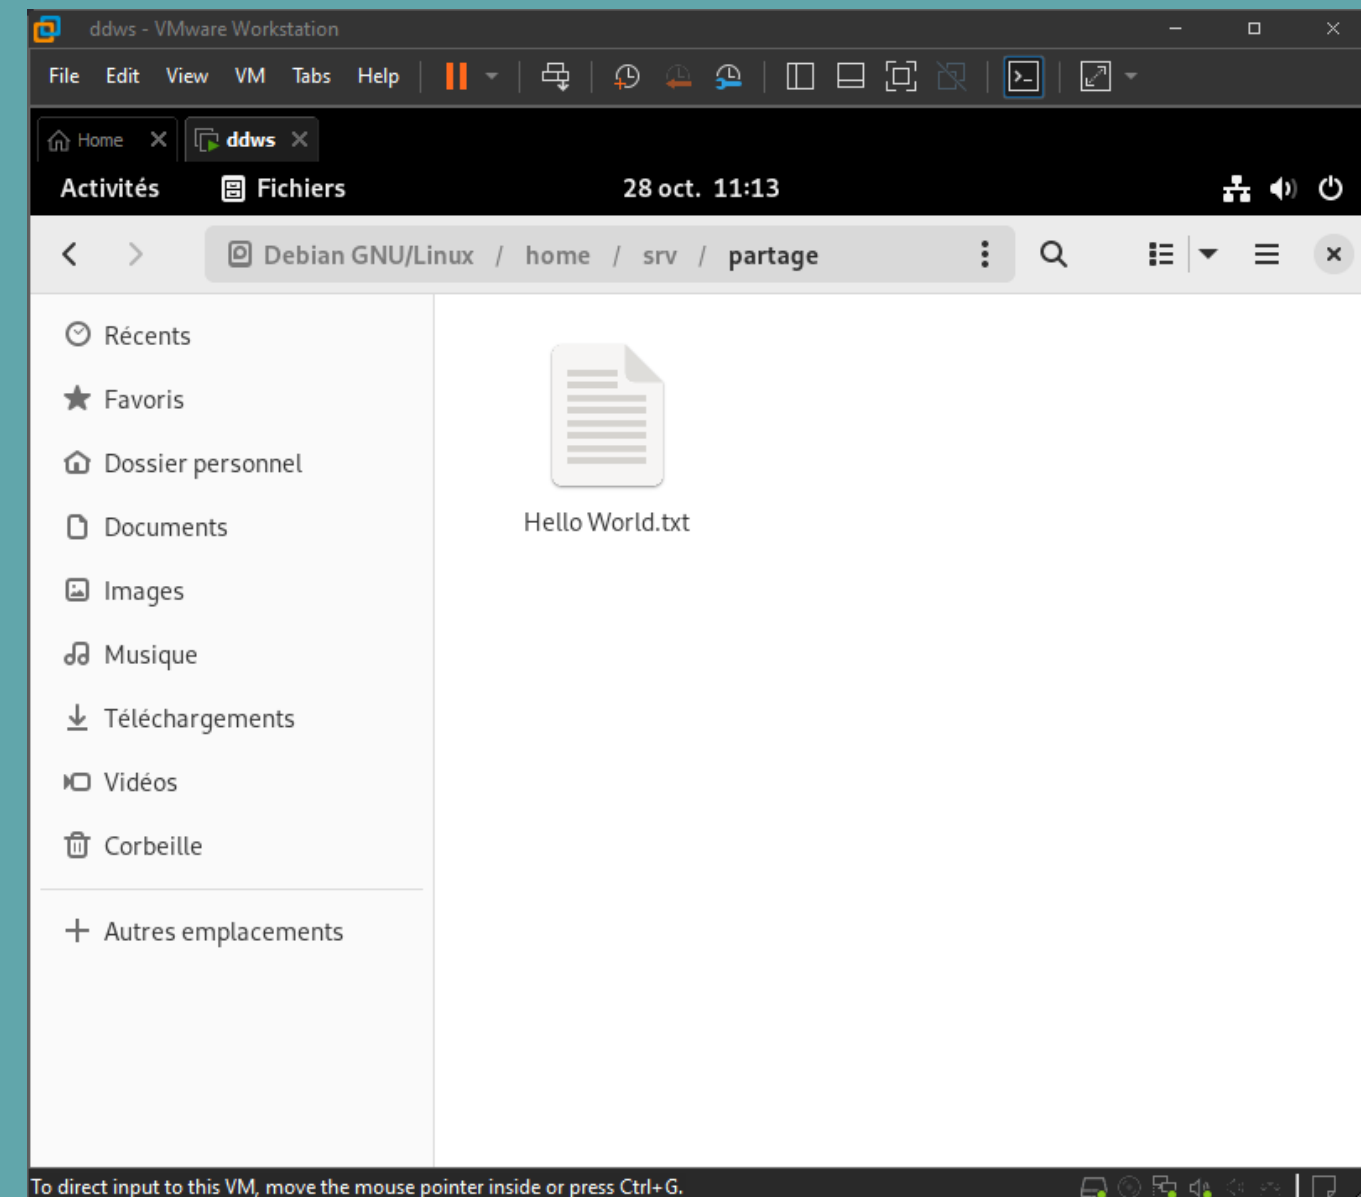 ddws - VMware Workstation
File Edit View VM Tabs Help
Home ddws
Activités Fichiers 28 oct. 11:13
Debian GNU/Linux / home / srv / partage
Récents
Favoris
Dossier personnel
Documents
Images
Musique
Téléchargements
Vidéos
Corbeille
Autres emplacements
Hello World.txt
To direct input to this VM, move the mouse pointer inside or press Ctrl+G.